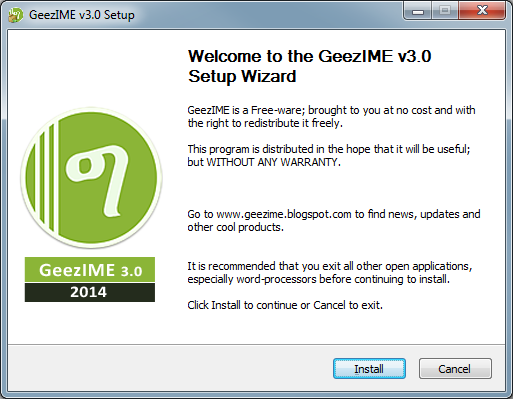 GeezIME v3.0 Setup
Welcome to the GeezIME v3.0
Setup Wizard
GeezIME is a Free-ware; brought to you at no cost and with
the right to redistribute it freely.
This program is distributed in the hope that it will be useful;
but WITHOUT ANY WARRANTY.
ግ
Go to www.geezime.blogspot.com to find news, updates and
other cool products.
GeezIME 3.0
2014
It is recommended that you exit all other open applications,
especially word-processors before continuing to install.
Click Install to continue or Cancel to exit.
Install
Cancel